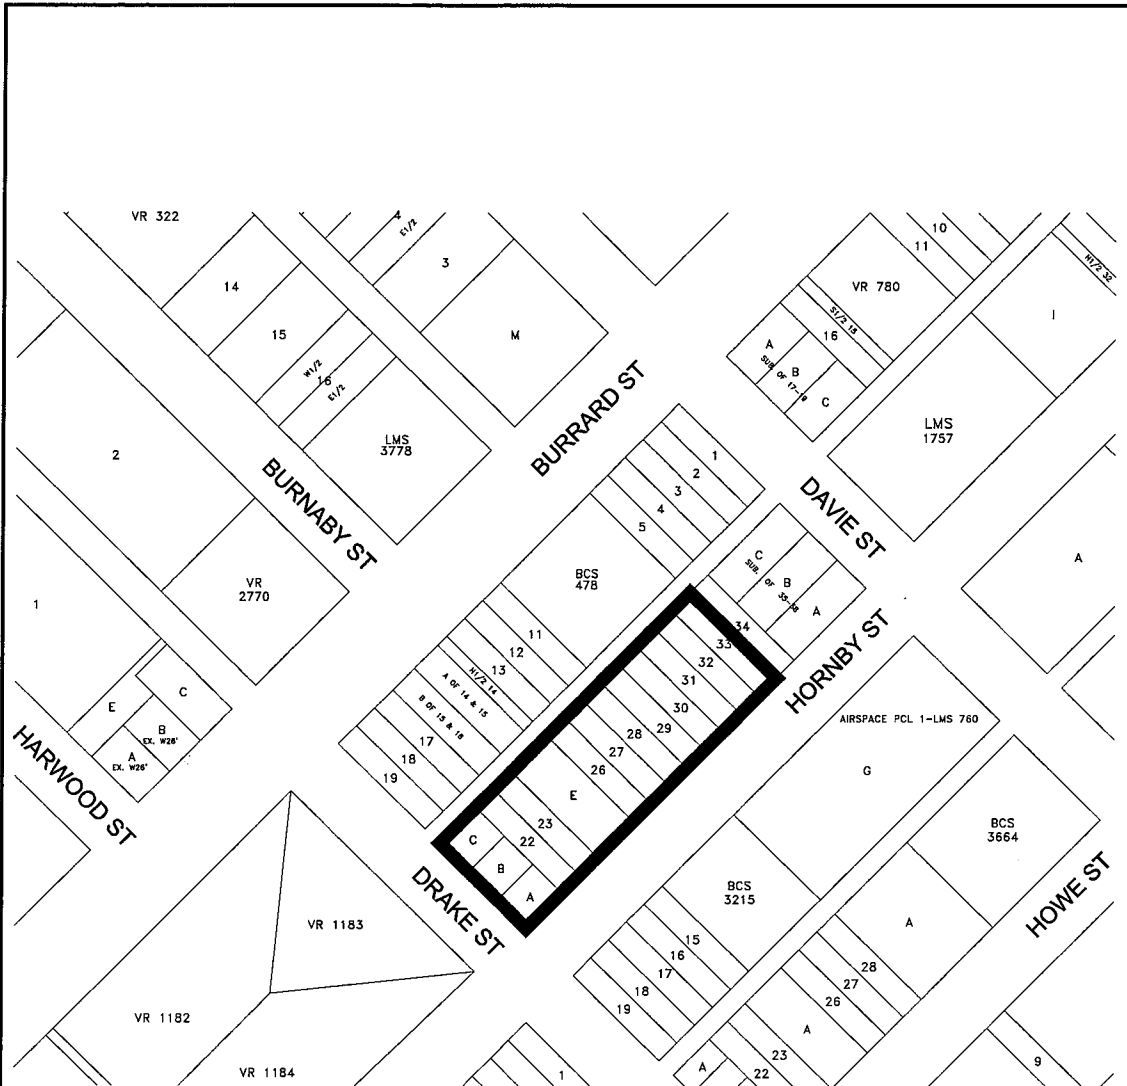 VR 322
4
E1/2
3
14
15
W1/2
16
E1/2
M
LMS
3778
2
BURNABY ST
BURRARD ST
10
11
VR 780
S1/2 15
16
A
B
C
SUB. OF 17-19
N1/2 32
I
LMS
1757
DAVIE ST
A
1
2
3
4
5
BCS
478
11
12
13
N1/2 14
A OF 14 & 15
B OF 15 & 16
17
18
19
C
B
A
SUB. OF 35-38
34
33
32
31
30
29
28
27
26
E
23
22
C
B
A
HORNBY ST
VR
2770
1
C
E
B
EX. W26'
A
EX. W26'
HARWOOD ST
DRAKE ST
VR 1183
VR 1182
VR 1184
AIRSPACE PCL 1-LMS 760
G
BCS
3664
BCS
3215
HOWE ST
15
16
17
18
19
A
28
27
26
A
23
22
A
1
9